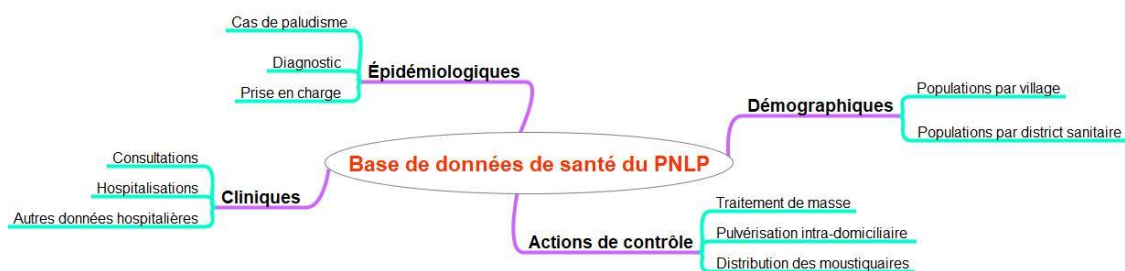 Cas de paludisme
Diagnostic
Prise en charge
Épidémiologiques
Populations par village
Populations par district sanitaire
Démographiques
Base de données de santé du PNLP
Consultations
Hospitalisations
Autres données hospitalières
Cliniques
Actions de contrôle
Traitement de masse
Pulvérisation intra-domiciliaire
Distribution des moustiquaires